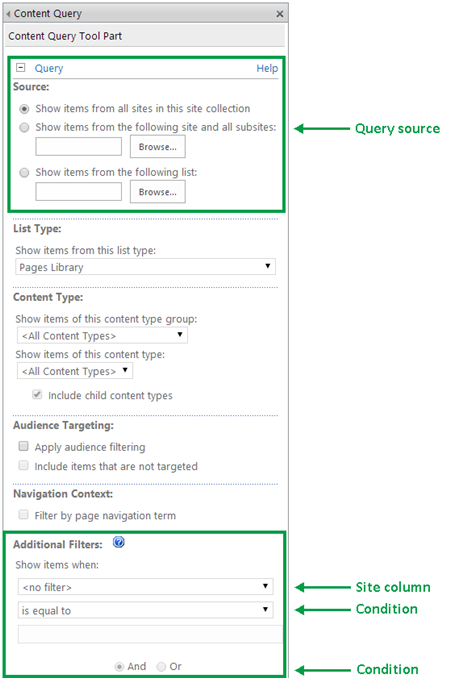 Content Query
Content Query Tool Part
Query Help
Source:
Show items from all sites in this site collection
Show items from the following site and all subsites:
Browse...
Query source
Show items from the following list:
Browse...
List Type:
Show items from this list type:
Pages Library
Content Type:
Show items of this content type group:
<All Content Types>
Show items of this content type:
<All Content Types>
Include child content types
Audience Targeting:
Apply audience filtering
Include items that are not targeted
Navigation Context:
Filter by page navigation term
Additional Filters:
Show items when:
<no filter>
Site column
is equal to
Condition
And Or
Condition